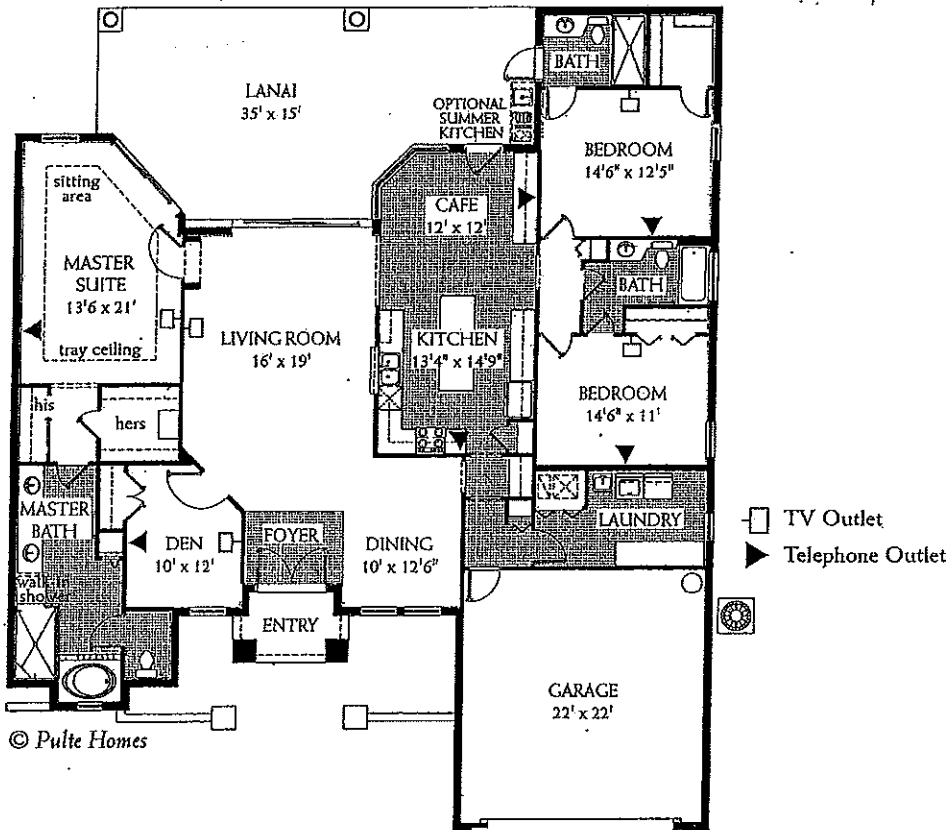 BATH
LANAI
35' x 15'
OPTIONAL
SUMMER
KITCHEN
BEDROOM
14'6" x 12'5"
sitting
area
CAFE
12' x 12'
MASTER
SUITE
13'6 x 21'
BATH
tray ceiling
LIVING ROOM
16' x 19'
KITCHEN
13'4" x 14'9"
BEDROOM
14'6" x 11'
his
hers
MASTER
BATH
LAUNDRY
TV Outlet
Telephone Outlet
DEN
10' x 12'
FOYER
DINING
10' x 12'6"
walk-in
shower
ENTRY
GARAGE
22' x 22'
© Pulte Homes